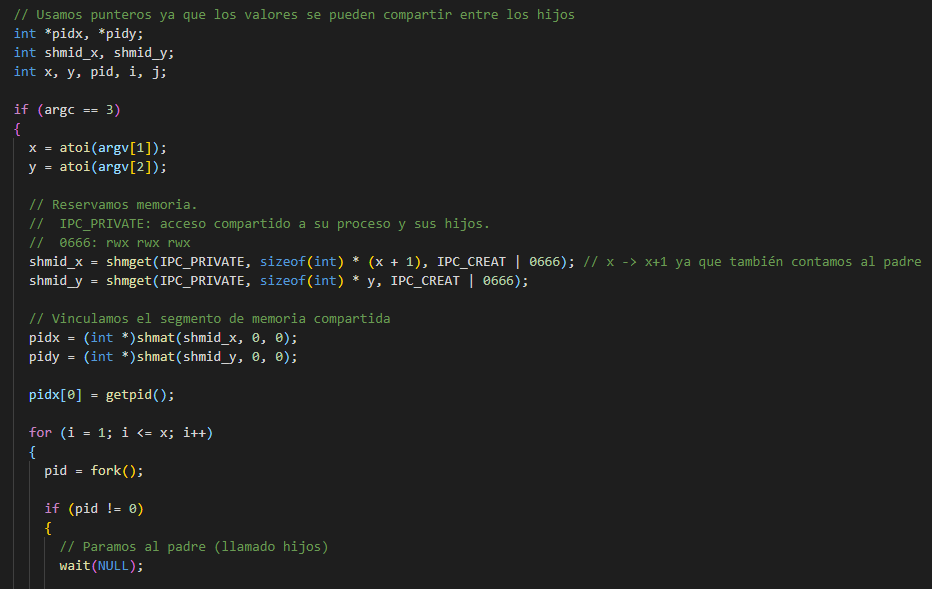 // Usamos punteros ya que los valores se pueden compartir entre los hijos
int *pidx, *pidy;
int shmid_x, shmid_y;
int x, y, pid, i, j;
if (argc == 3)
{
x = atoi(argv[1]);
y = atoi(argv[2]);
// Reservamos memoria.
//  IPC_PRIVATE: acceso compartido a su proceso y sus hijos.
//  0666: rwx rwx rwx
shmid_x = shmget(IPC_PRIVATE, sizeof(int) * (x + 1), IPC_CREAT | 0666); // x -> x+1 ya que también contamos al padre
shmid_y = shmget(IPC_PRIVATE, sizeof(int) * y, IPC_CREAT | 0666);
// Vinculamos el segmento de memoria compartida
pidx = (int *)shmat(shmid_x, 0, 0);
pidy = (int *)shmat(shmid_y, 0, 0);
pidx[0] = getpid();
for (i = 1; i <= x; i++)
{
pid = fork();
if (pid != 0)
{
// Paramos al padre (llamado hijos)
wait(NULL);